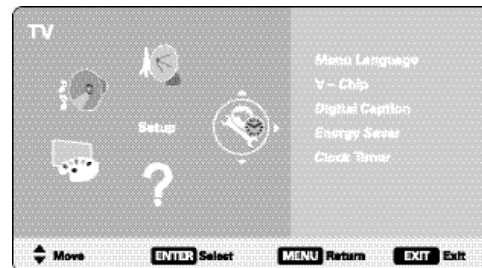 TV
Setup
Menu Language
V - Chip
Digital Caption
Energy Saver
Clock Timer
Move ENTER Select MENU Return EXIT Exit